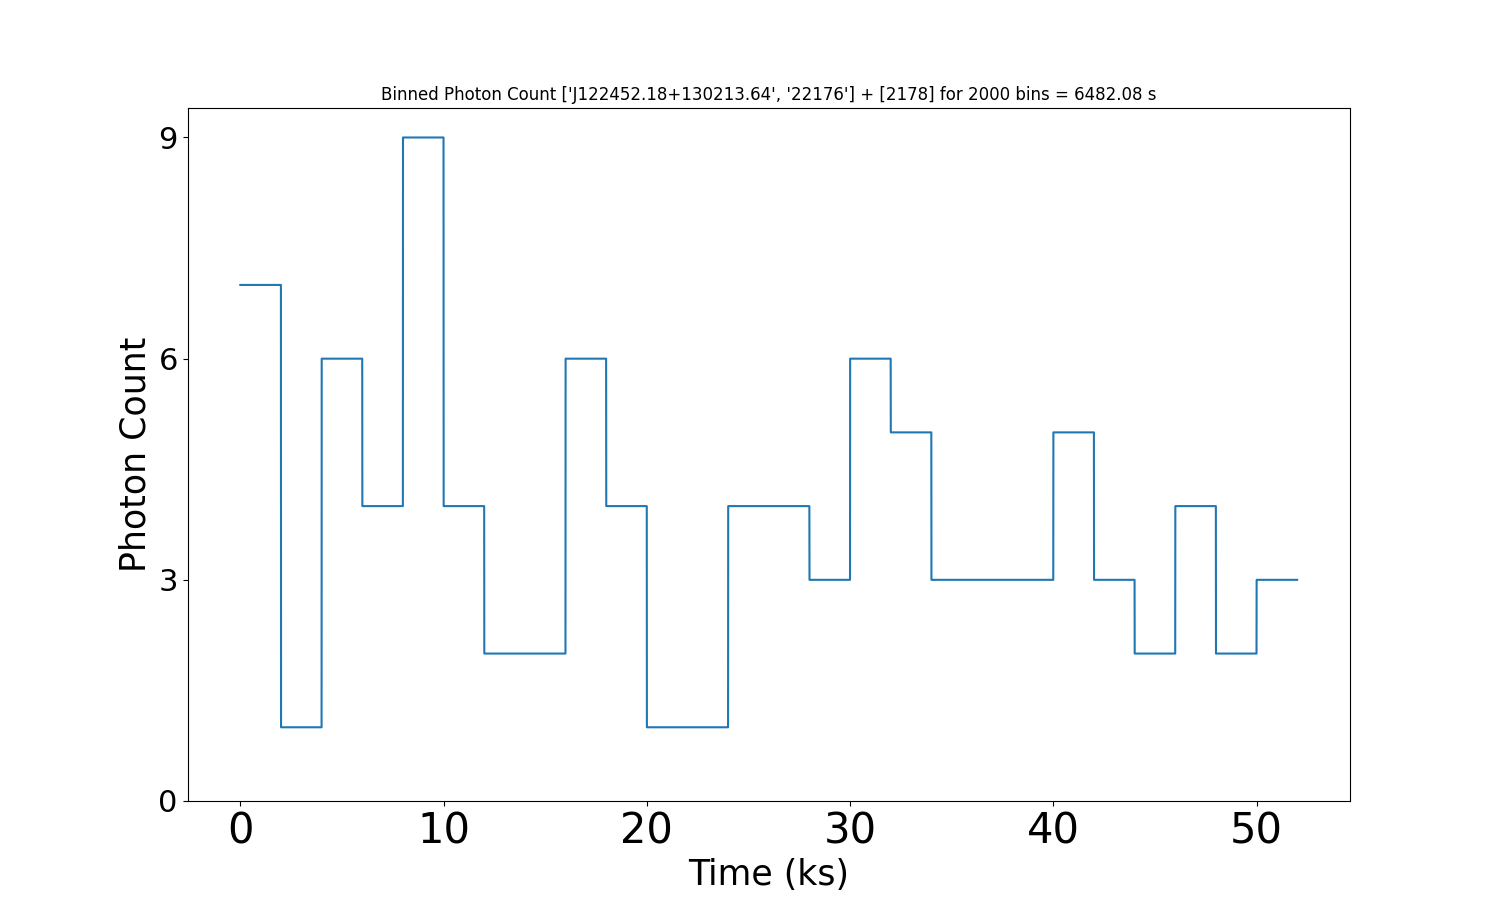 Binned Photon Count ['J122452.18+130213.64', '22176'] + [2178] for 2000 bins = 6482.08 s
9
6
3
0
Photon Count
0 10 20 30 40 50
Time (ks)